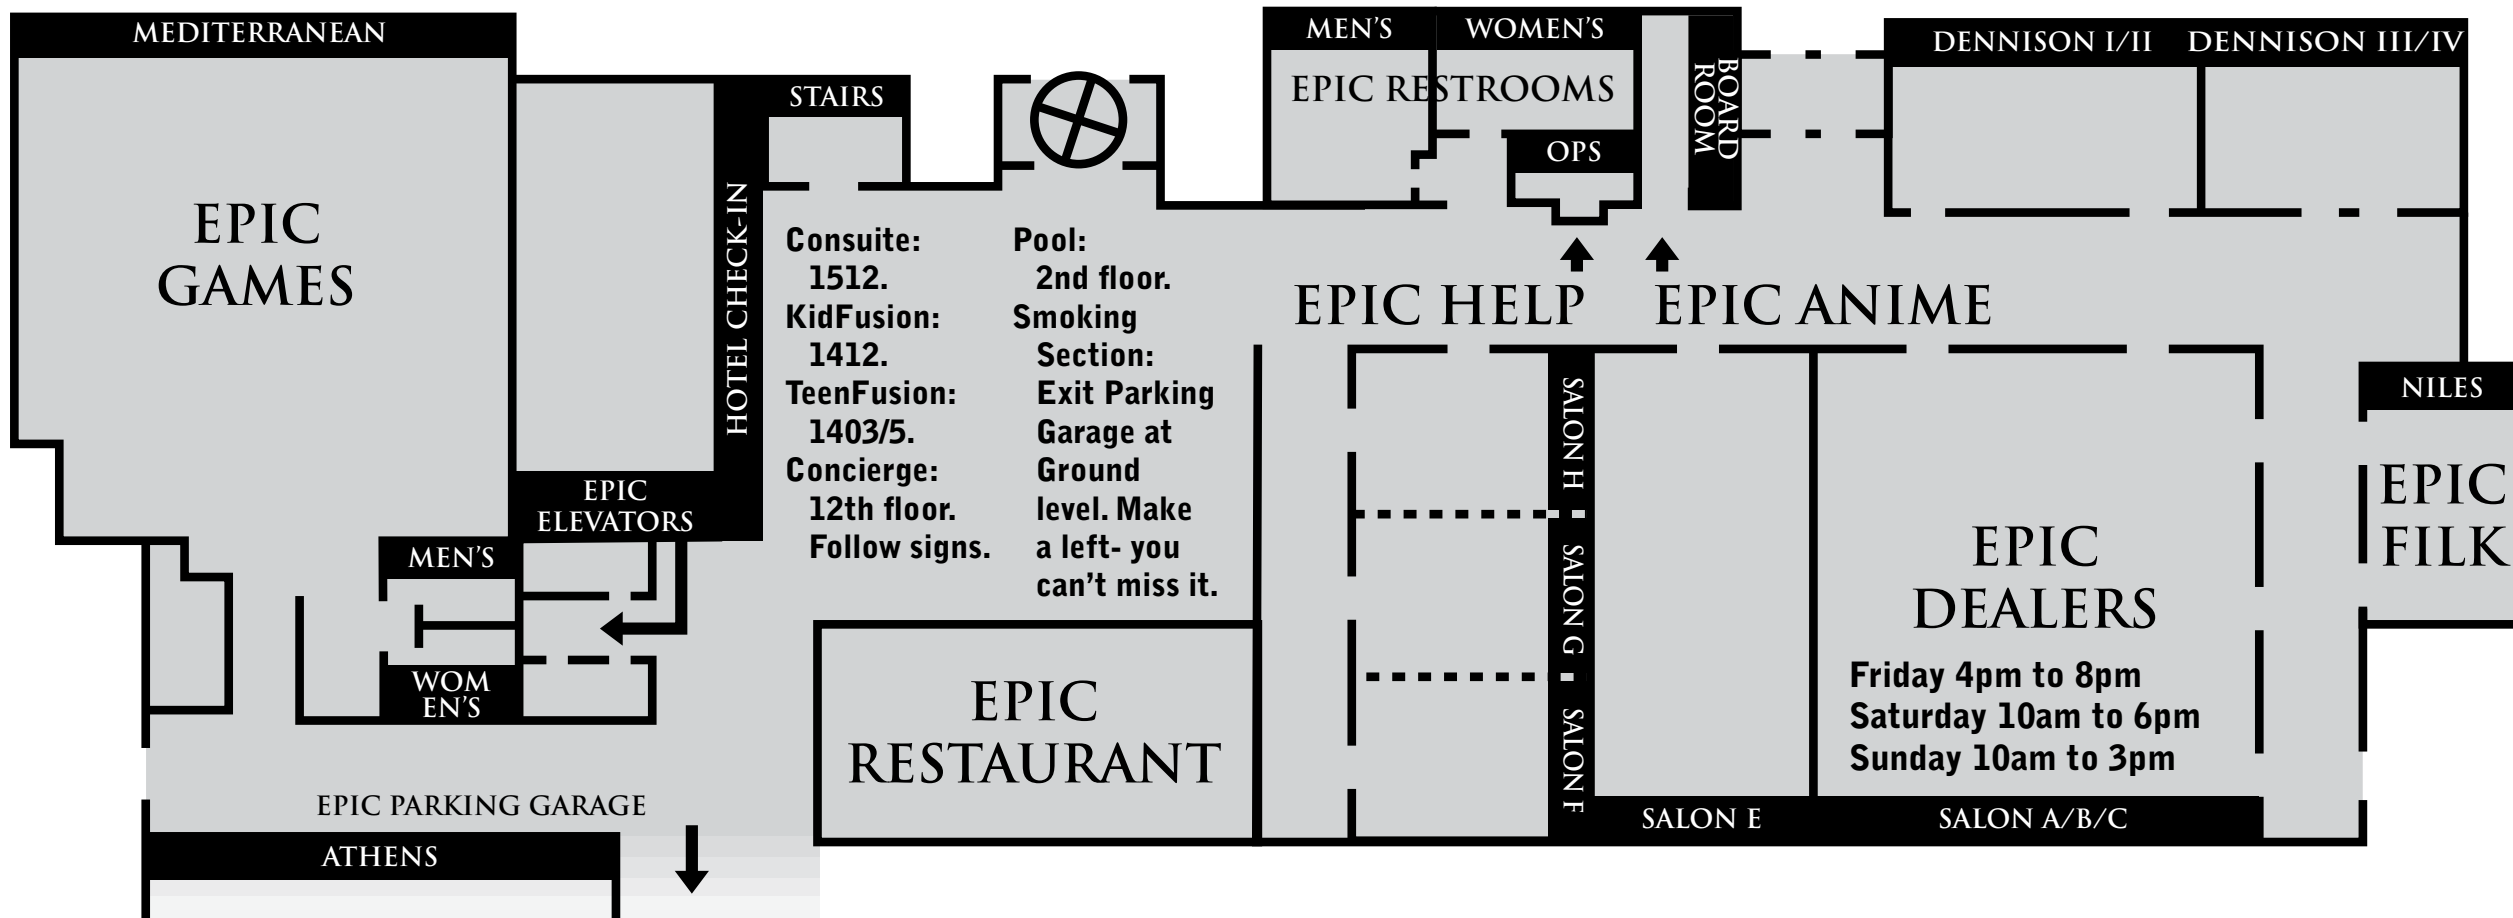 MEDITERRANEAN
EPIC
GAMES
STAIRS
HOTEL CHECK-IN
EPIC
ELEVATORS
MEN'S
WOM
EN'S
EPIC PARKING GARAGE
ATHENS
Consuite:
1512.
KidFusion:
1412.
TeenFusion:
1403/5.
Concierge:
12th floor.
Follow signs.
Pool:
2nd floor.
Smoking
Section:
Exit Parking
Garage at
Ground
level. Make
a left- you
can't miss it.
EPIC
RESTAURANT
MEN'S
WOMEN'S
EPIC RESTROOMS
OPS
BOARD
ROOM
DENNISON I/II
DENNISON III/IV
EPIC HELP
EPIC ANIME
SALON H
SALON G
SALON F
SALON E
EPIC
DEALERS
Friday 4pm to 8pm
Saturday 10am to 6pm
Sunday 10am to 3pm
SALON A/B/C
NILES
EPIC
FILK